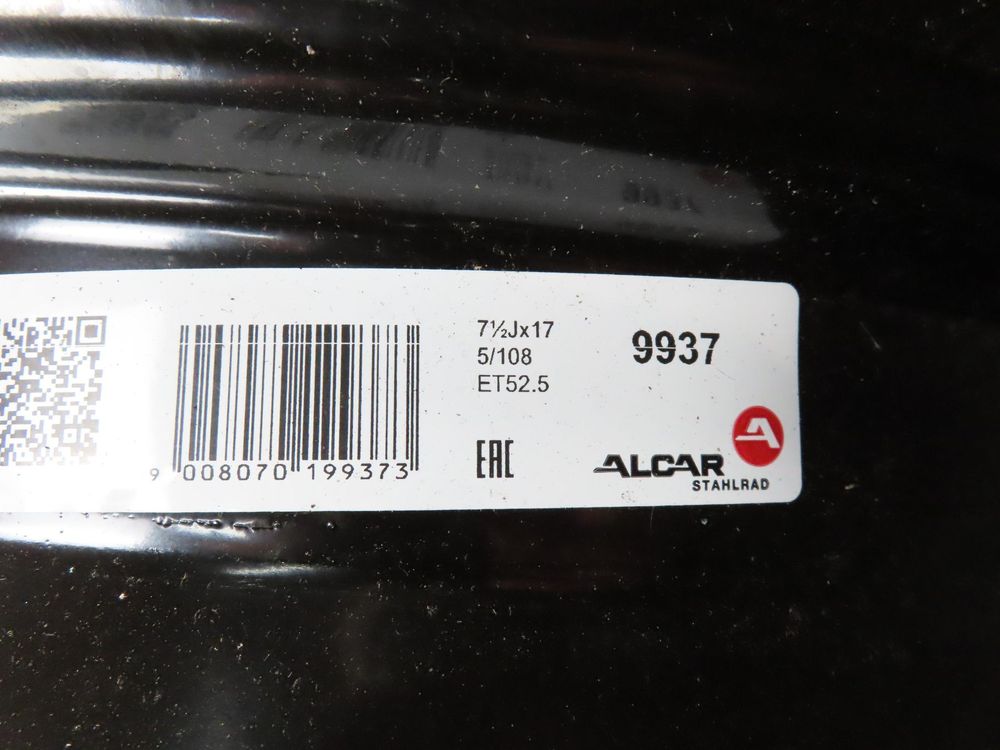 7½Jx17
5/108
ET52.5
9937
9 008070 199373
EAC
ALCAR
STAHLRAD